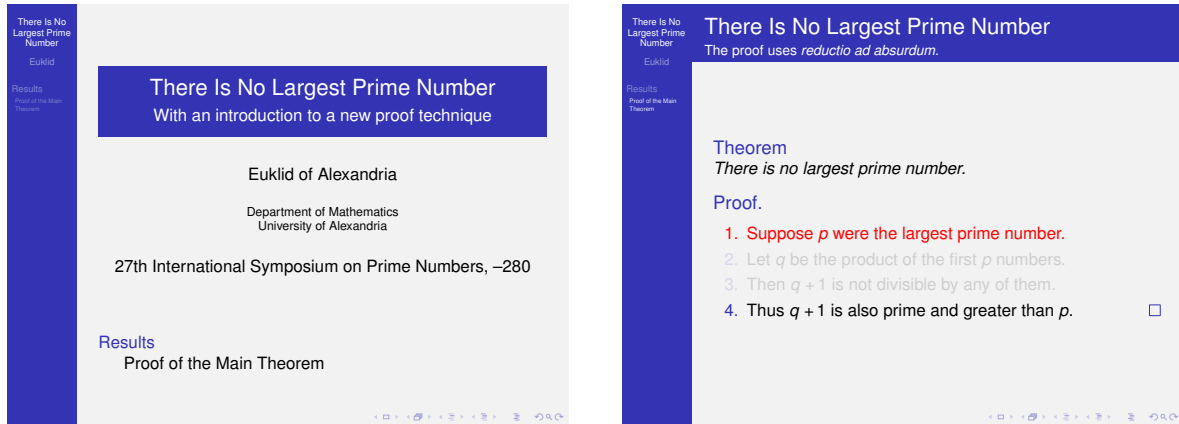 There Is No
Largest Prime
Number
Euklid
Results
Proof of the Main
Theorem
There Is No Largest Prime Number
With an introduction to a new proof technique
Euklid of Alexandria
Department of Mathematics
University of Alexandria
27th International Symposium on Prime Numbers, –280
Results
Proof of the Main Theorem
There Is No
Largest Prime
Number
Euklid
Results
Proof of the Main
Theorem
There Is No Largest Prime Number
The proof uses reductio ad absurdum.
Theorem
There is no largest prime number.
Proof.
1. Suppose p were the largest prime number.
2. Let q be the product of the first p numbers.
3. Then q + 1 is not divisible by any of them.
4. Thus q + 1 is also prime and greater than p. □